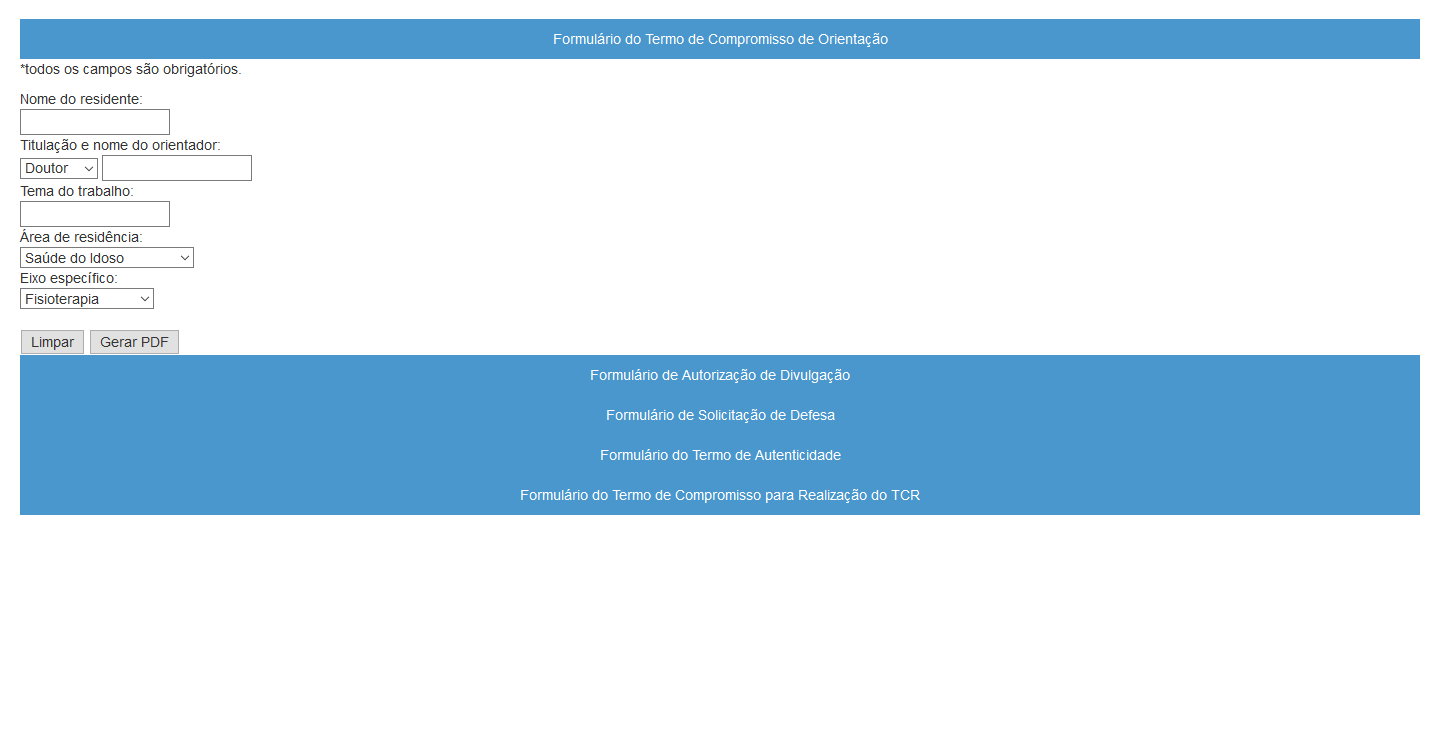 Formulário do Termo de Compromisso de Orientação
*todos os campos são obrigatórios.
Nome do residente:
Titulação e nome do orientador:
Doutor
Tema do trabalho:
Área de residência:
Saúde do Idoso
Eixo específico:
Fisioterapia
Limpar Gerar PDF
Formulário de Autorização de Divulgação
Formulário de Solicitação de Defesa
Formulário do Termo de Autenticidade
Formulário do Termo de Compromisso para Realização do TCR